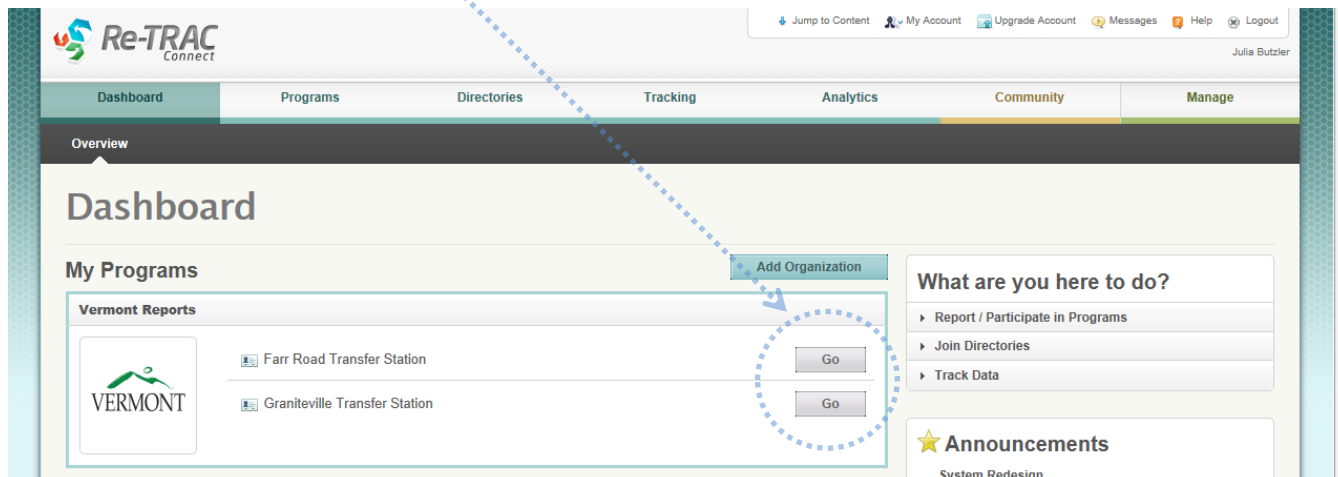 Re-TRAC
Connect
Jump to Content My Account Upgrade Account Messages Help Logout
Julia Butzler
Dashboard Programs Directories Tracking Analytics Community Manage
Overview
Dashboard
My Programs
Add Organization
Vermont Reports
VERMONT
Farr Road Transfer Station Go
Graniteville Transfer Station Go
What are you here to do?
Report / Participate in Programs
Join Directories
Track Data
Announcements
System Redesign